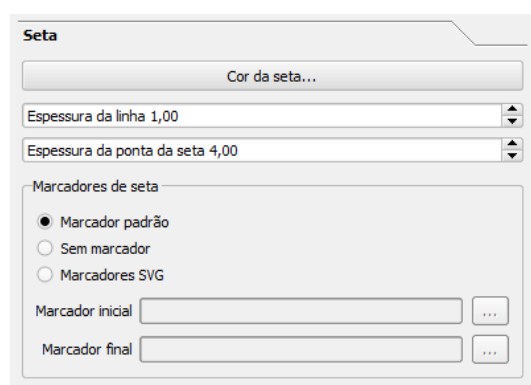 Seta
Cor da seta...
Espessura da linha 1,00
Espessura da ponta da seta 4,00
Marcadores de seta
Marcador padrão
Sem marcador
Marcadores SVG
Marcador inicial ...
Marcador final ...